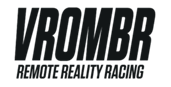 VROMBR
REMOTE REALITY RACING